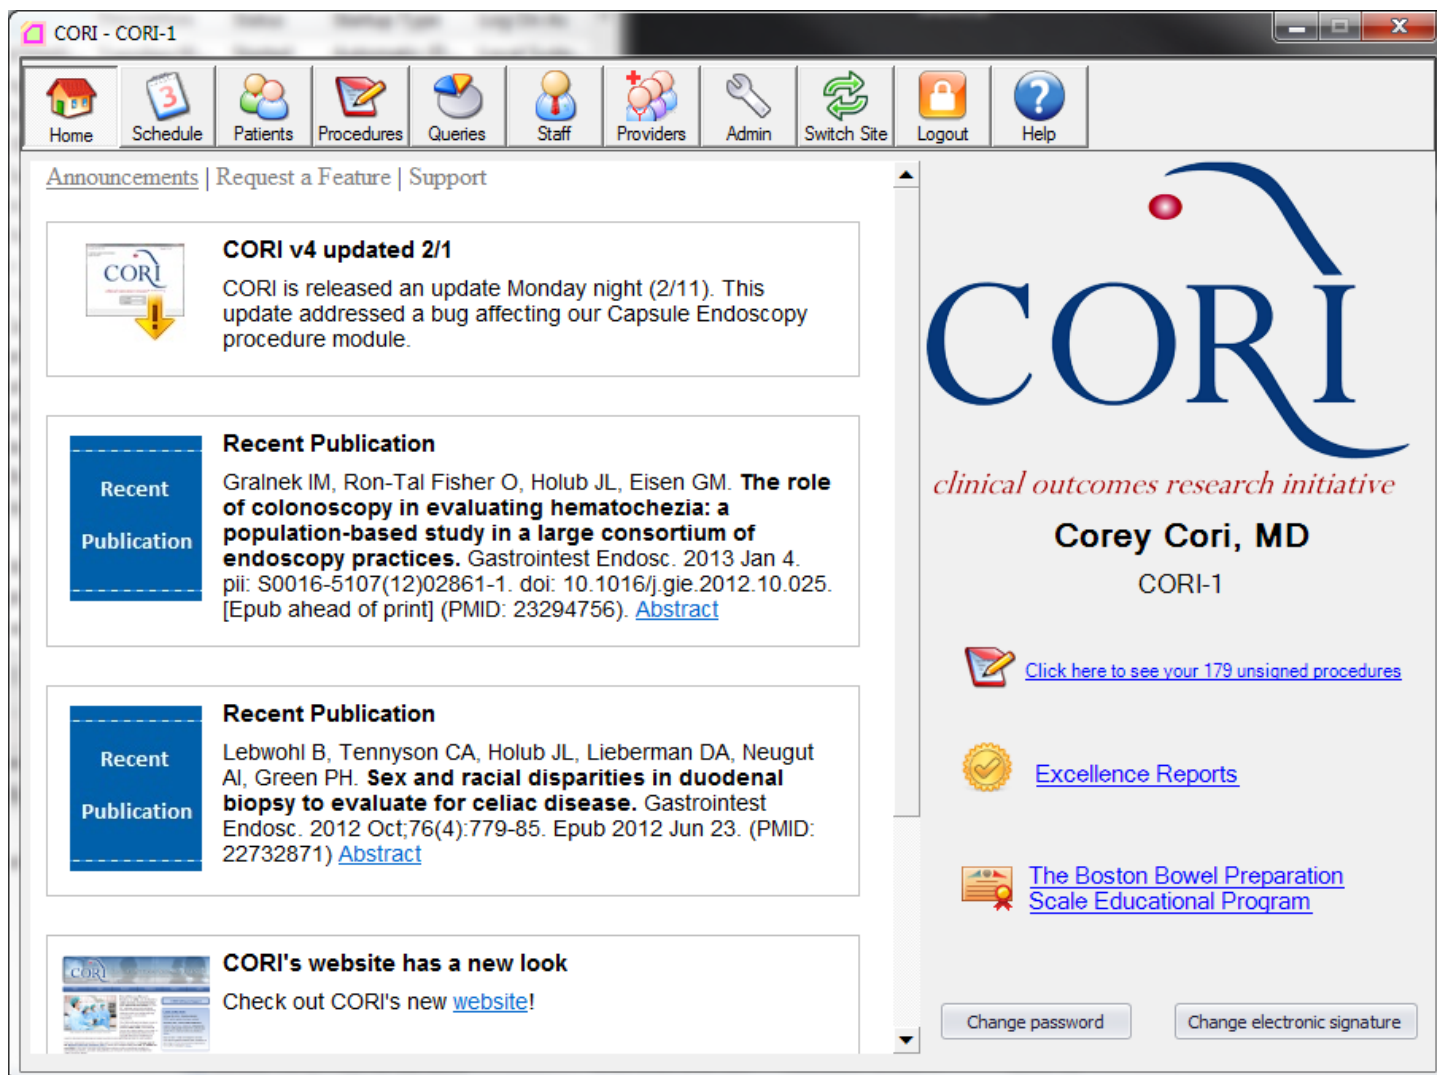 CORI - CORI-1
Home
Schedule
Patients
Procedures
Queries
Staff
Providers
Admin
Switch Site
Logout
Help
Announcements | Request a Feature | Support
CORI
CORI v4 updated 2/1
CORI is released an update Monday night (2/11). This
update addressed a bug affecting our Capsule Endoscopy
procedure module.
Recent
Publication
Recent Publication
Gralnek IM, Ron-Tal Fisher O, Holub JL, Eisen GM. The role
of colonoscopy in evaluating hematochezia: a
population-based study in a large consortium of
endoscopy practices. Gastrointest Endosc. 2013 Jan 4.
pii: S0016-5107(12)02861-1. doi: 10.1016/j.gie.2012.10.025.
[Epub ahead of print] (PMID: 23294756). Abstract
Recent
Publication
Recent Publication
Lebwohl B, Tennyson CA, Holub JL, Lieberman DA, Neugut
AI, Green PH. Sex and racial disparities in duodenal
biopsy to evaluate for celiac disease. Gastrointest
Endosc. 2012 Oct;76(4):779-85. Epub 2012 Jun 23. (PMID:
22732871) Abstract
CORI
CORI's website has a new look
Check out CORI's new website!
CORI
clinical outcomes research initiative
Corey Cori, MD
CORI-1
Click here to see your 179 unsigned procedures
Excellence Reports
The Boston Bowel Preparation
Scale Educational Program
Change password
Change electronic signature